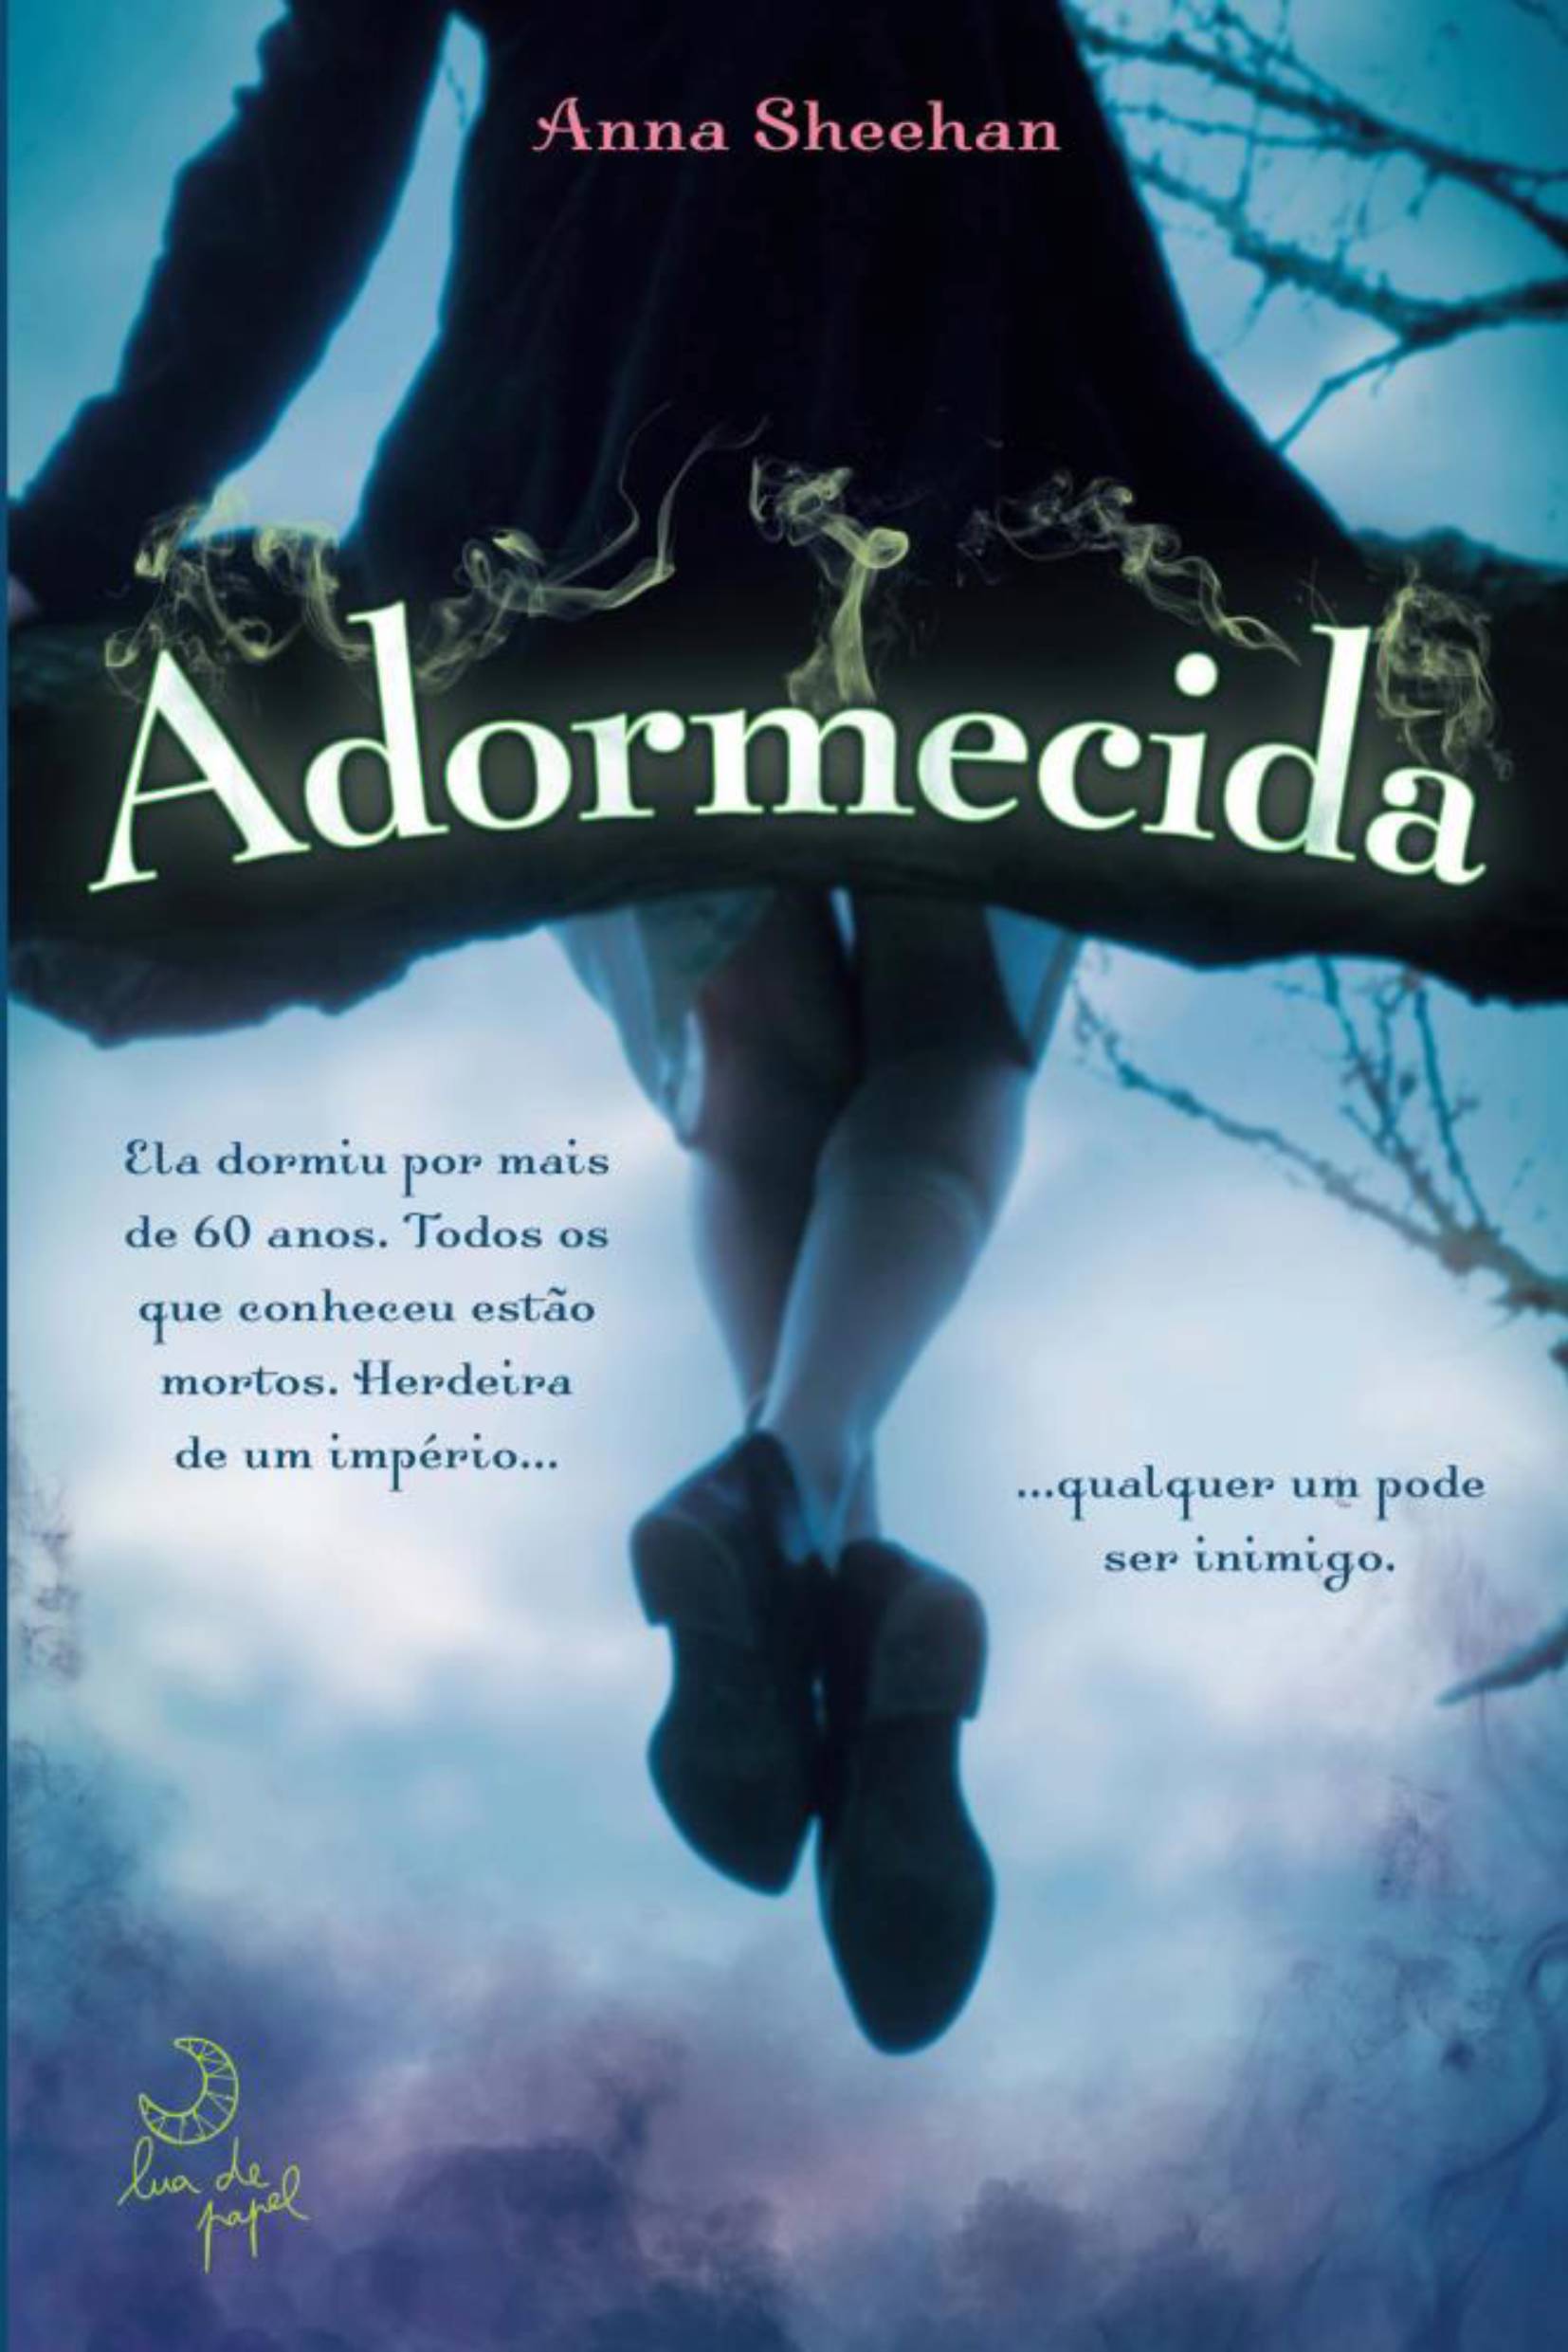 Anna Sheehan
Adormecida
Ela dormiu por mais
de 60 anos. Todos os
que conheceu estão
mortos. Herdeira
de um império...
...qualquer um pode
ser inimigo.
lua de
papel